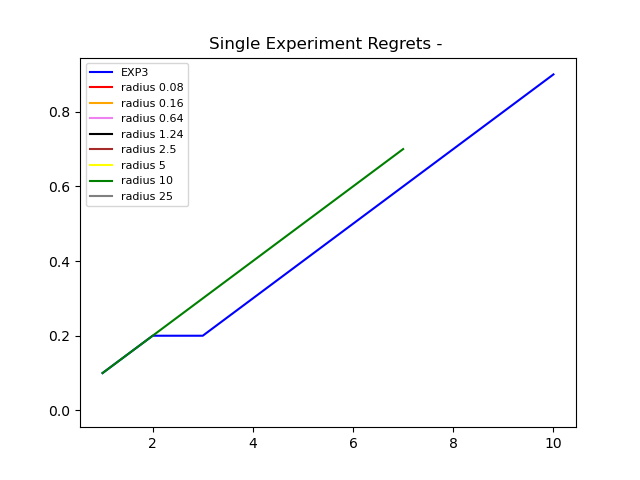 Single Experiment Regrets -
EXP3
radius 0.08
radius 0.16
radius 0.64
radius 1.24
radius 2.5
radius 5
radius 10
radius 25
0.8
0.6
0.4
0.2
0.0
2 4 6 8 10